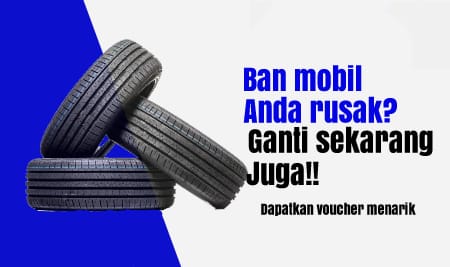 Ban mobil
Anda rusak?
Ganti sekarang
Juga!!
Dapatkan voucher menarik